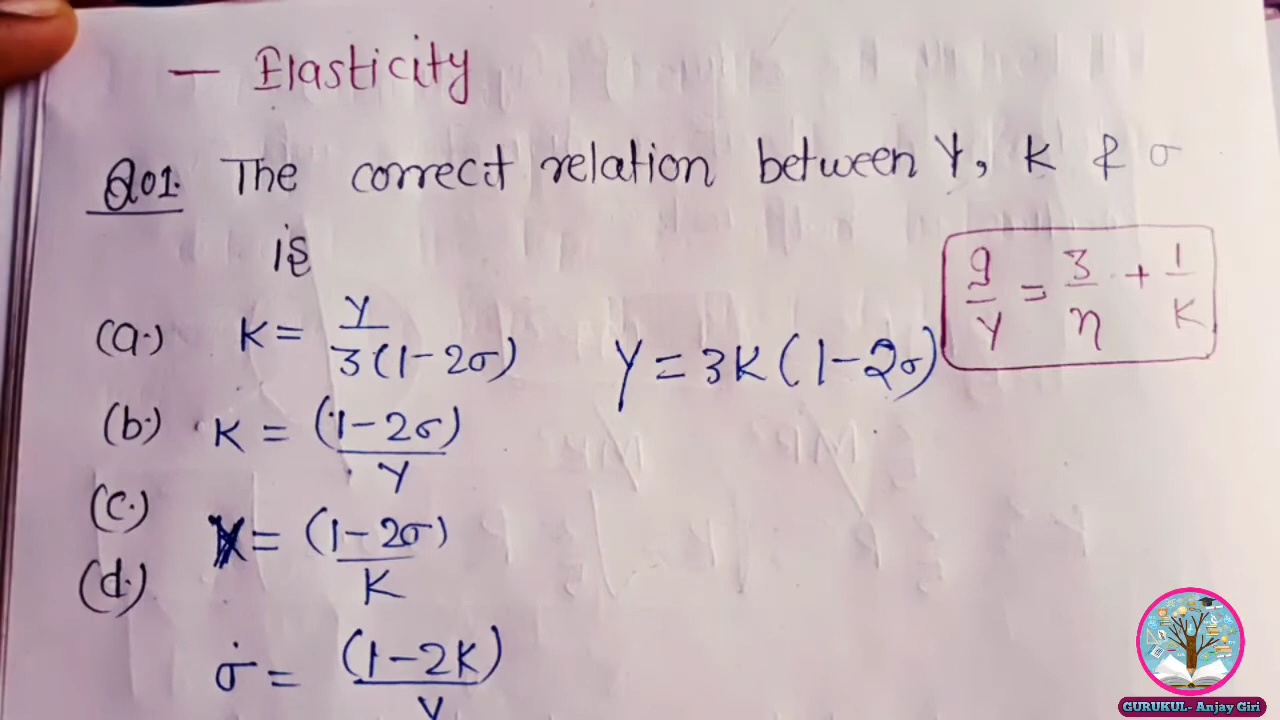 — Elasticity
Q01. The correct relation between Y, K & σ
is
(a.) K = Y / 3(1-2σ)
Y = 3K(1-2σ)
9/Y = 3/η + 1/K
(b.) K = (1-2σ) / Y
(c.) = (1-2σ) / K
(d.) σ = (1-2K) / Y
GURUKUL- Anjay Giri